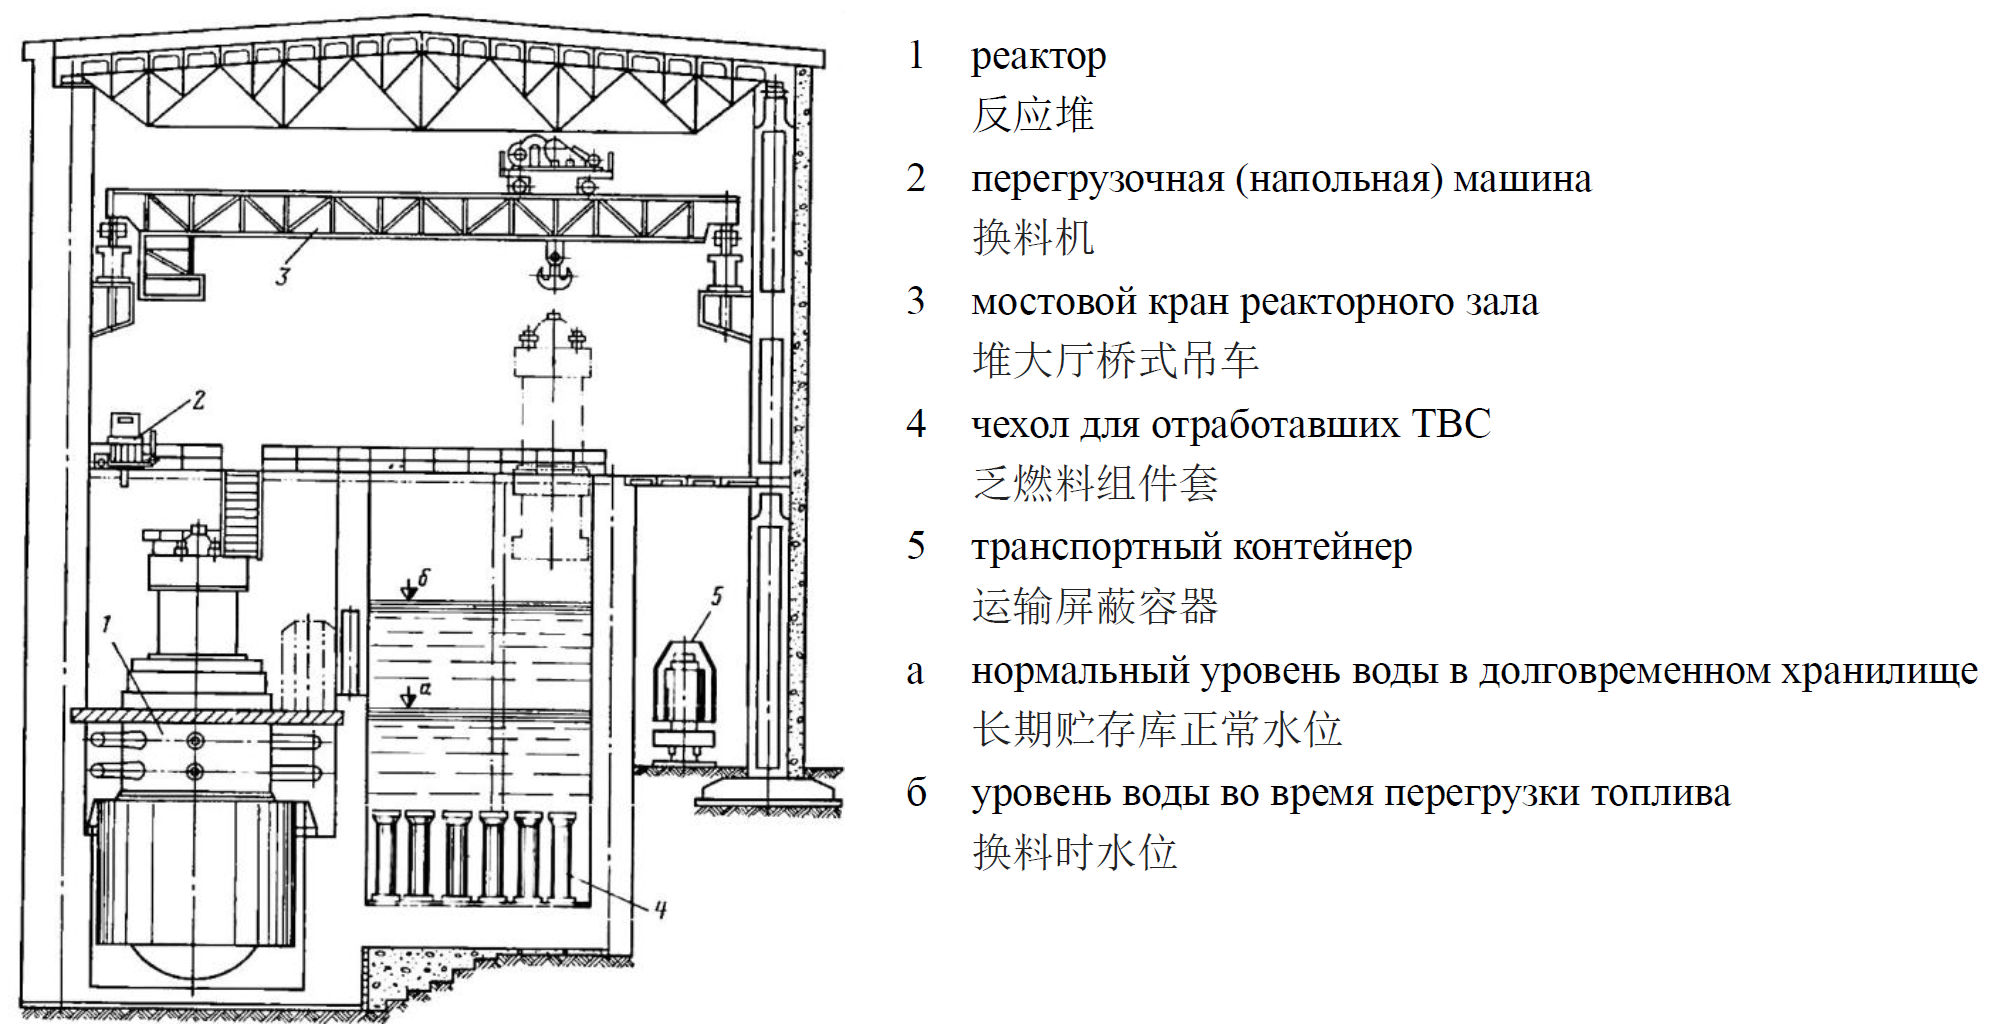 1 реактор
反应堆
2 перегрузочная (напольная) машина
换料机
3 мостовой кран реакторного зала
堆大厅桥式吊车
4 чехол для отработавших ТВС
乏燃料组件套
5 транспортный контейнер
运输屏蔽容器
а нормальный уровень воды в долговременном хранилище
长期贮存库正常水位
б уровень воды во время перегрузки топлива
换料时水位
3
2
б
5
1
а
4